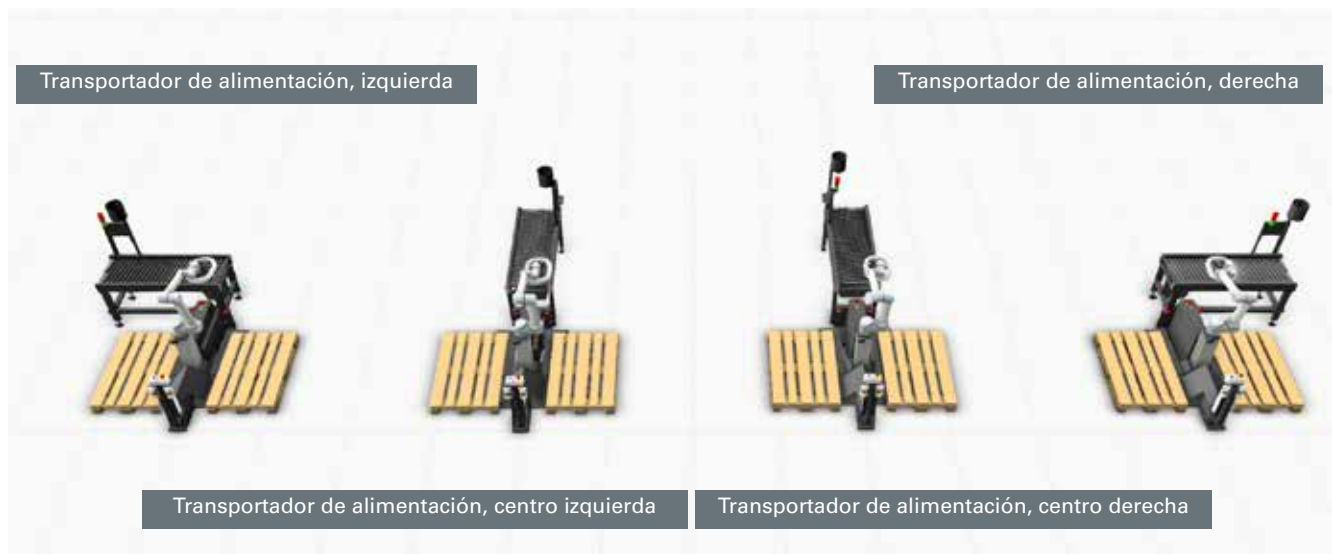 Transportador de alimentación, izquierda
Transportador de alimentación, derecha
Transportador de alimentación, centro izquierda
Transportador de alimentación, centro derecha